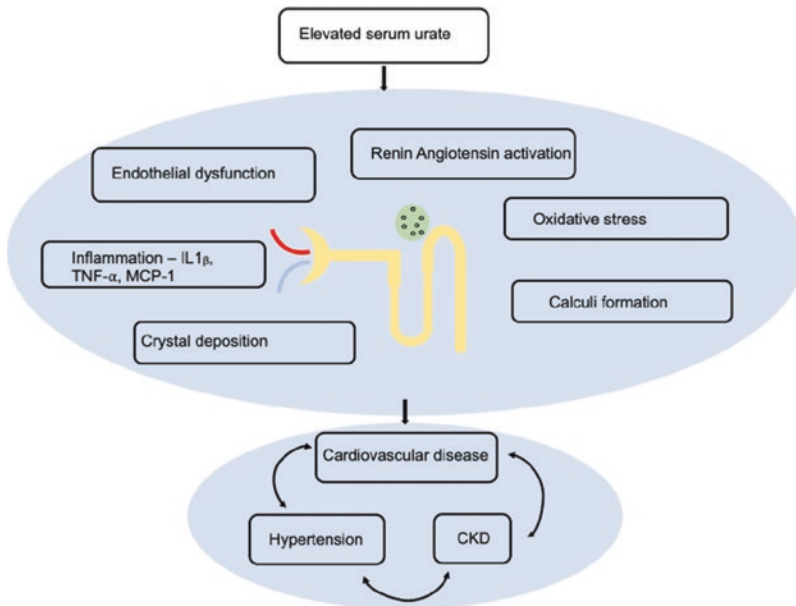 Elevated serum urate
Renin Angiotensin activation
Endothelial dysfunction
Oxidative stress
Inflammation – IL1β,
TNF-α, MCP-1
Calculi formation
Crystal deposition
Cardiovascular disease
Hypertension
CKD